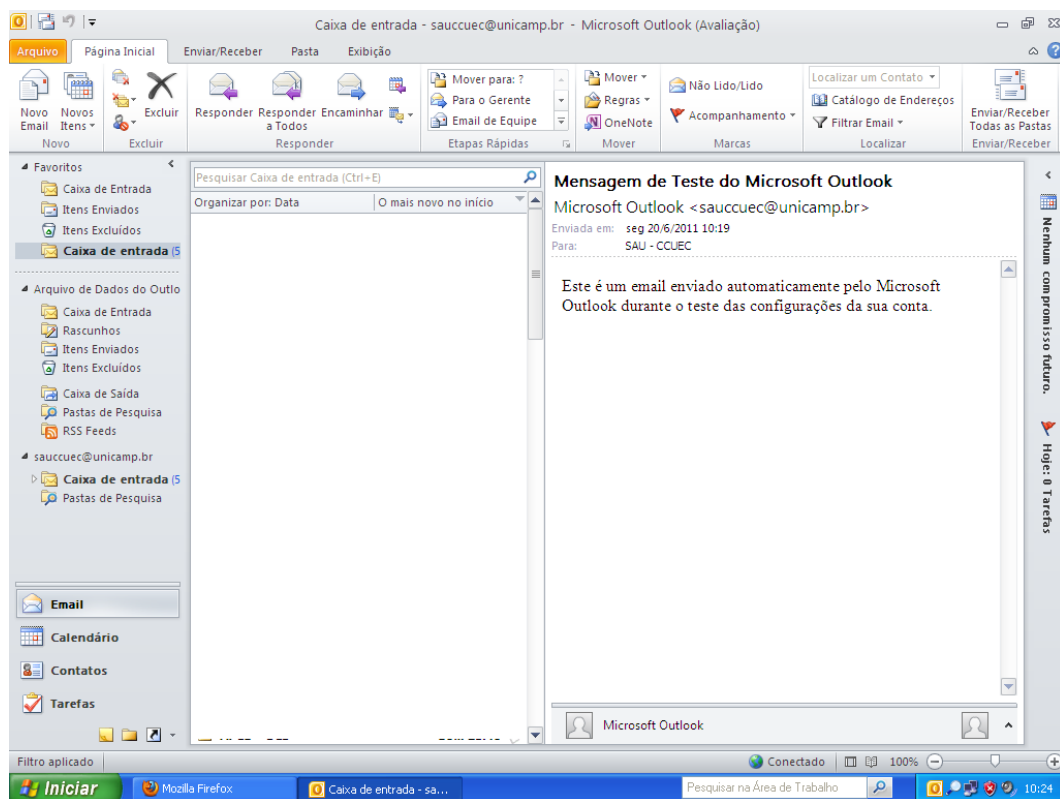 Caixa de entrada - sauccuec@unicamp.br - Microsoft Outlook (Avaliação)
Arquivo Página Inicial Enviar/Receber Pasta Exibição
Novo Email
Novos Itens
Excluir
Responder
Responder a Todos
Encaminhar
Mover para: ?
Para o Gerente
Email de Equipe
Mover
Regras
OneNote
Não Lido/Lido
Acompanhamento
Localizar um Contato
Catálogo de Endereços
Filtrar Email
Enviar/Receber
Todas as Pastas
Novo Excluir Responder Etapas Rápidas Mover Marcas Localizar Enviar/Receber
Favoritos
Caixa de Entrada
Itens Enviados
Itens Excluídos
Caixa de entrada (5
Arquivo de Dados do Outlo
Caixa de Entrada
Rascunhos
Itens Enviados
Itens Excluídos
Caixa de Saída
Pastas de Pesquisa
RSS Feeds
sauccuec@unicamp.br
Caixa de entrada (5
Pastas de Pesquisa
Email
Calendário
Contatos
Tarefas
Pesquisar Caixa de entrada (Ctrl+E)
Organizar por: Data O mais novo no início
Mensagem de Teste do Microsoft Outlook
Microsoft Outlook <sauccuec@unicamp.br>
Enviada em: seg 20/6/2011 10:19
Para: SAU - CCUEC
Este é um email enviado automaticamente pelo Microsoft
Outlook durante o teste das configurações da sua conta.
Microsoft Outlook
Nenhum compromisso futuro.
Hoje: 0 Tarefas
Filtro aplicado
Conectado
100%
Iniciar
Mozilla Firefox
Caixa de entrada - sa...
Pesquisar na Área de Trabalho
10:24